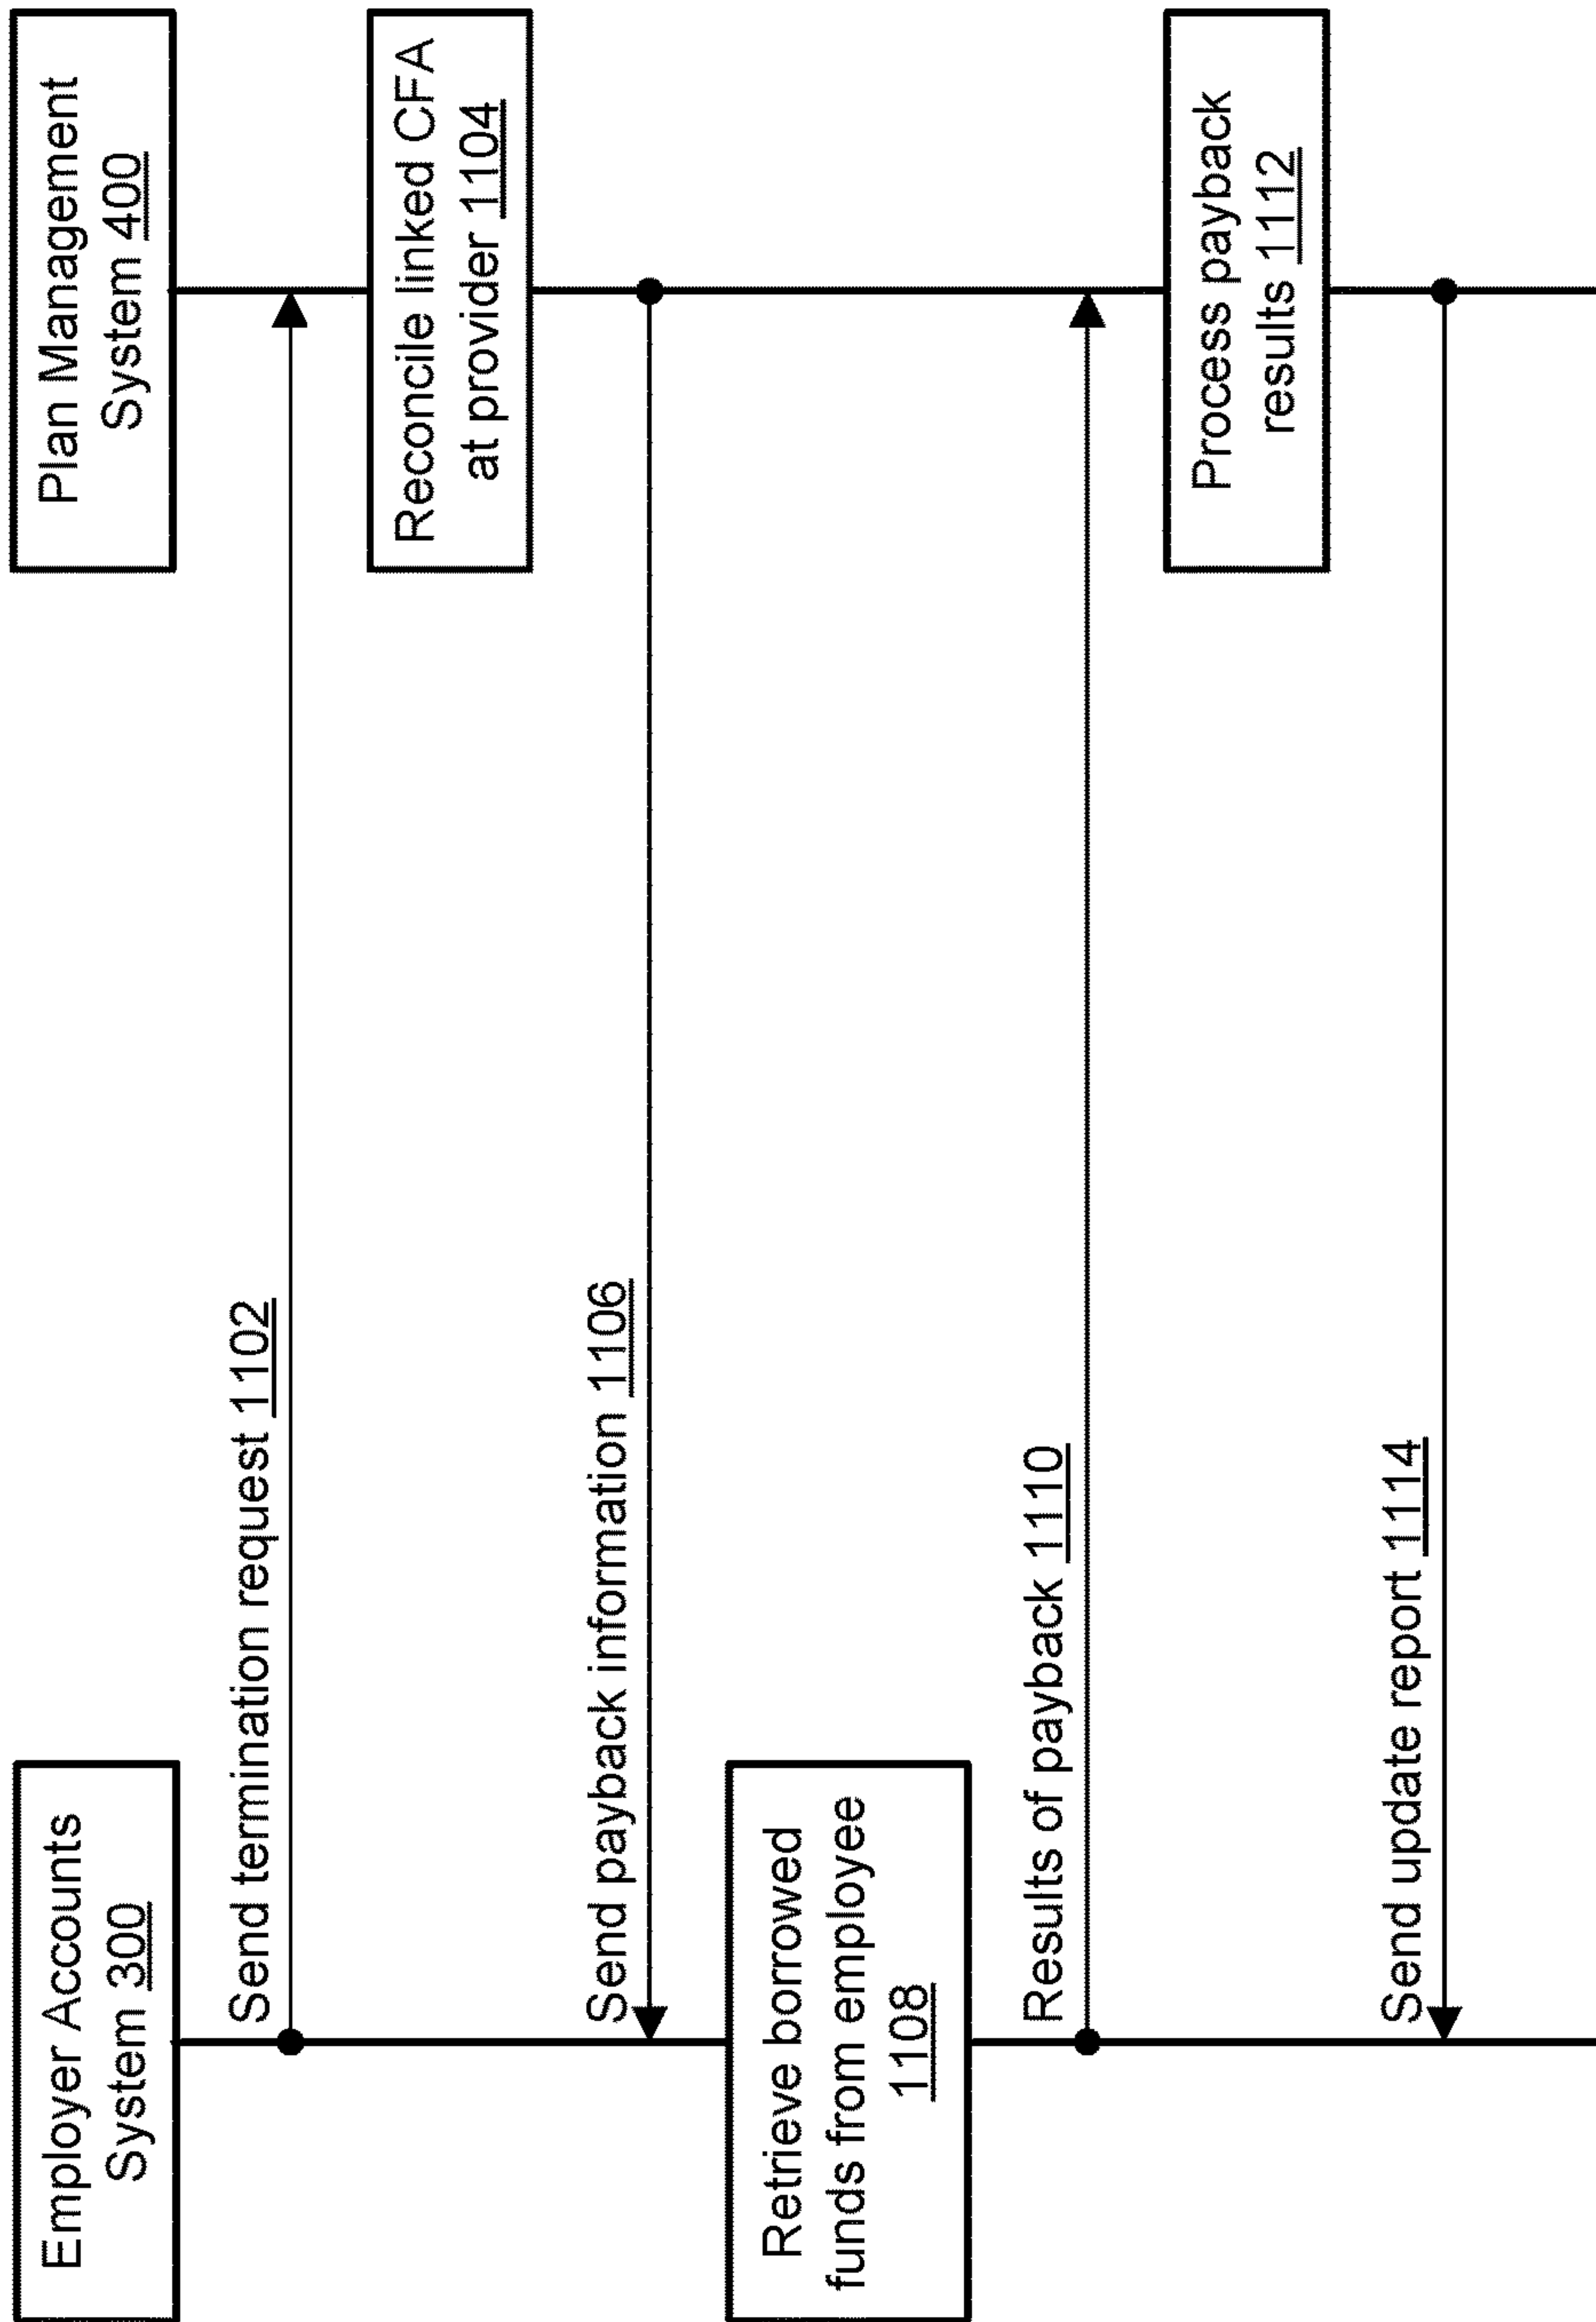 Employer Accounts
System 300
Plan Management
System 400
Send termination request 1102
Reconcile linked CFA
at provider 1104
Send payback information 1106
Retrieve borrowed
funds from employee
1108
Results of payback 1110
Process payback
results 1112
Send update report 1114